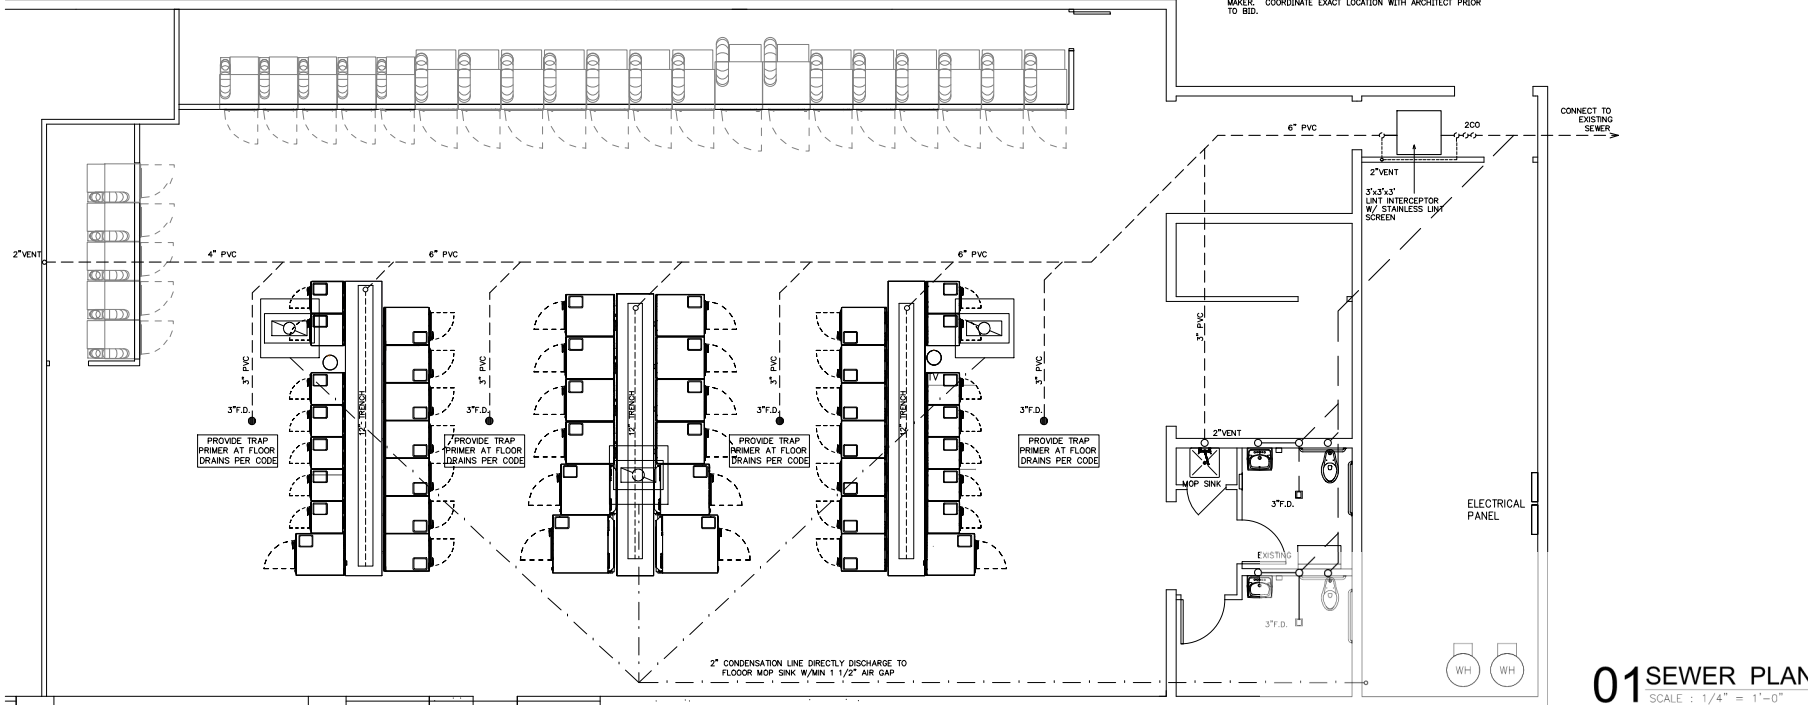 MAKER. COORDINATE EXACT LOCATION WITH ARCHITECT PRIOR
TO BID.
CONNECT TO
EXISTING
SEWER
6" PVC
2CO
2"VENT
3'x3'x3'
LINT INTERCEPTOR
W/ STAINLESS LINT
SCREEN
2"VENT
4" PVC
6" PVC
6" PVC
3" PVC
3" PVC
3" PVC
3" PVC
3" PVC
12" TRENCH
12" TRENCH
12" TRENCH
TV
3"F.D.
3"F.D.
3"F.D.
3"F.D.
PROVIDE TRAP
PRIMER AT FLOOR
DRAINS PER CODE
PROVIDE TRAP
PRIMER AT FLOOR
DRAINS PER CODE
PROVIDE TRAP
PRIMER AT FLOOR
DRAINS PER CODE
PROVIDE TRAP
PRIMER AT FLOOR
DRAINS PER CODE
2"VENT
MOP SINK
3"F.D.
ELECTRICAL
PANEL
EXISTING
3"F.D.
2" CONDENSATION LINE DIRECTLY DISCHARGE TO
FLOOOR MOP SINK W/MIN 1 1/2" AIR GAP
WH
WH
01 SEWER PLAN
SCALE : 1/4" = 1'-0"